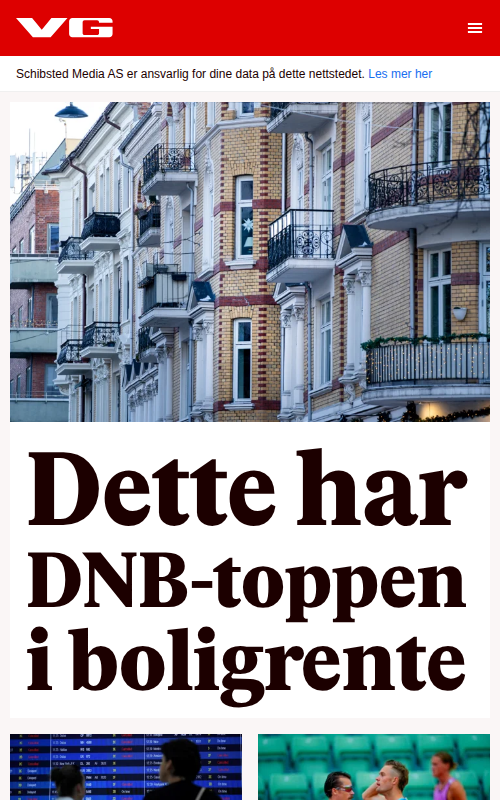 VG
Schibsted Media AS er ansvarlig for dine data på dette nettstedet. Les mer her
Dette har
DNB-toppen
i boligrente